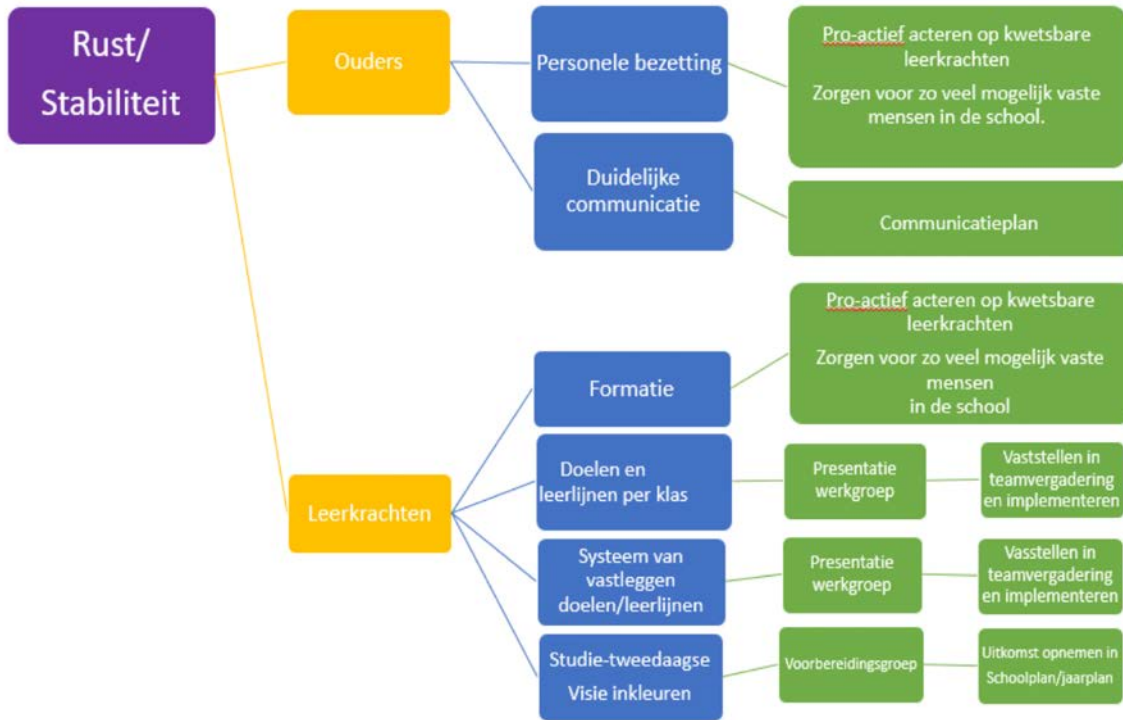 Rust/
Stabiliteit
Ouders
Personele bezetting
Pro-actief acteren op kwetsbare
leerkrachten
Zorgen voor zo veel mogelijk vaste
mensen in de school.
Duidelijke
communicatie
Communicatieplan
Leerkrachten
Formatie
Pro-actief acteren op kwetsbare
leerkrachten
Zorgen voor zo veel mogelijk vaste
mensen
in de school
Doelen en
leerlijnen per klas
Presentatie
werkgroep
Vaststellen in
teamvergadering
en implementeren
Systeem van
vastleggen
doelen/leerlijnen
Presentatie
werkgroep
Vasstellen in
teamvergadering
en implementeren
Studie-tweedaagse
Visie inkleuren
Voorbereidingsgroep
Uitkomst opnemen in
Schoolplan/jaarplan